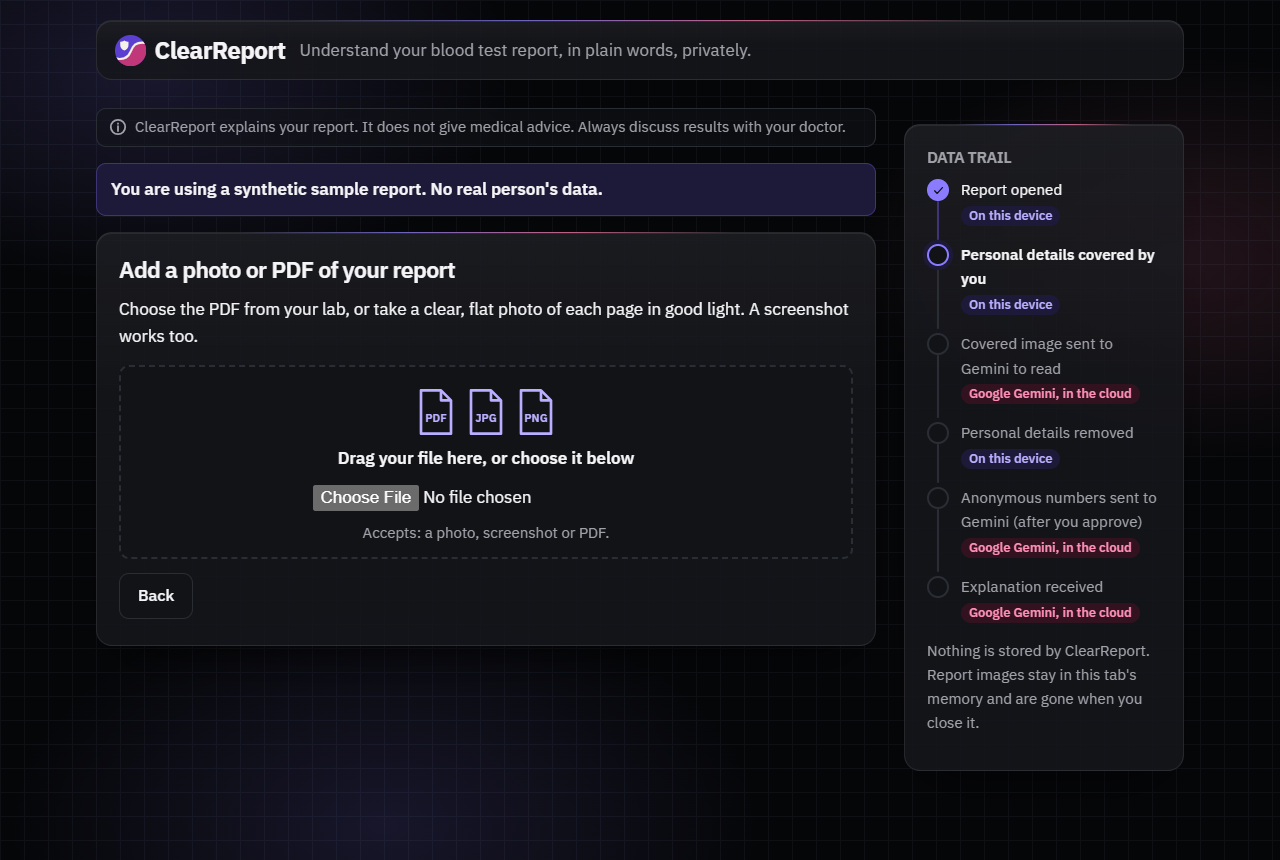 ClearReport Understand your blood test report, in plain words, privately.
ClearReport explains your report. It does not give medical advice. Always discuss results with your doctor.
You are using a synthetic sample report. No real person's data.
Add a photo or PDF of your report
Choose the PDF from your lab, or take a clear, flat photo of each page in good light. A screenshot
works too.
PDF JPG PNG
Drag your file here, or choose it below
Choose File No file chosen
Accepts: a photo, screenshot or PDF.
Back
DATA TRAIL
Report opened
On this device
Personal details covered by
you
On this device
Covered image sent to
Gemini to read
Google Gemini, in the cloud
Personal details removed
On this device
Anonymous numbers sent to
Gemini (after you approve)
Google Gemini, in the cloud
Explanation received
Google Gemini, in the cloud
Nothing is stored by ClearReport.
Report images stay in this tab's
memory and are gone when you
close it.